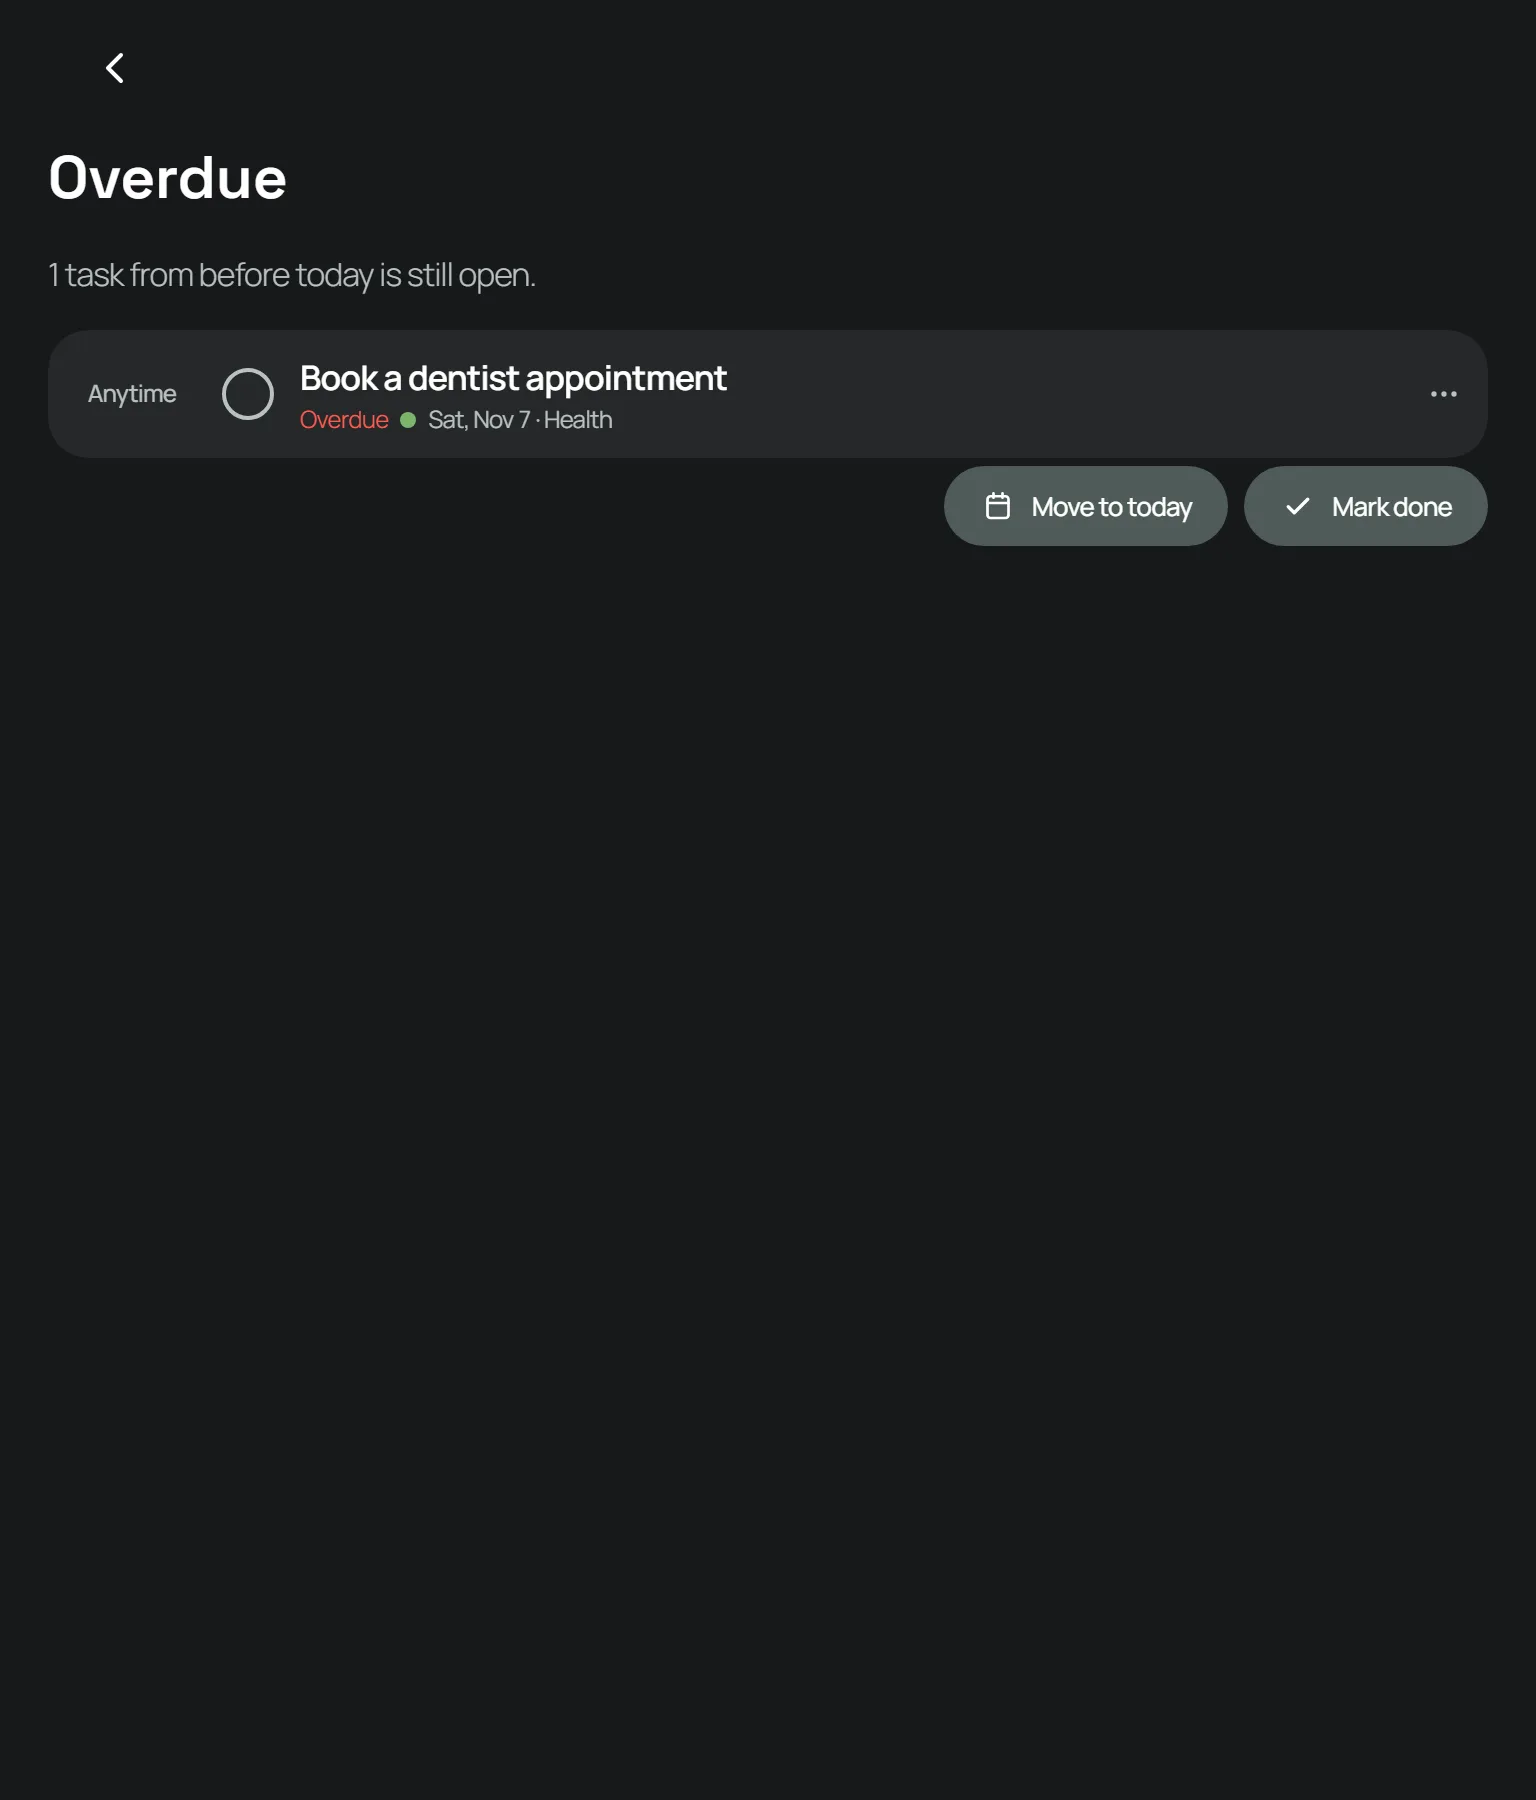 Overdue
1 task from before today is still open.
Anytime
Book a dentist appointment
Overdue Sat, Nov 7 · Health
Move to today
Mark done